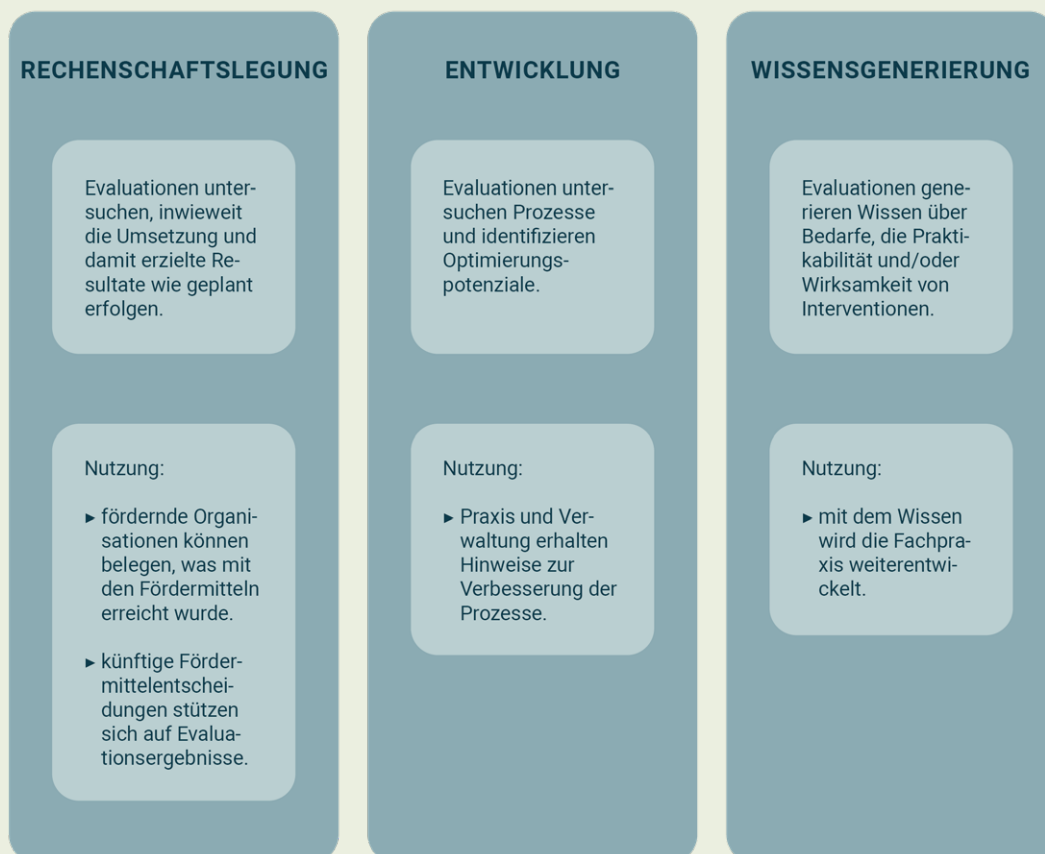 RECHENSCHAFTSLEGUNG
Evaluationen unter-
suchen, inwieweit
die Umsetzung und
damit erzielte Re-
sultate wie geplant
erfolgen.
Nutzung:
▸ fördernde Organi-
sationen können
belegen, was mit
den Fördermitteln
erreicht wurde.
▸ künftige Förder-
mittelentschei-
dungen stützen
sich auf Evalua-
tionsergebnisse.
ENTWICKLUNG
Evaluationen unter-
suchen Prozesse
und identifizieren
Optimierungs-
potenziale.
Nutzung:
▸ Praxis und Ver-
waltung erhalten
Hinweise zur
Verbesserung der
Prozesse.
WISSENSGENERIERUNG
Evaluationen gene-
rieren Wissen über
Bedarfe, die Prakti-
kabilität und/oder
Wirksamkeit von
Interventionen.
Nutzung:
▸ mit dem Wissen
wird die Fachpra-
xis weiterentwi-
ckelt.